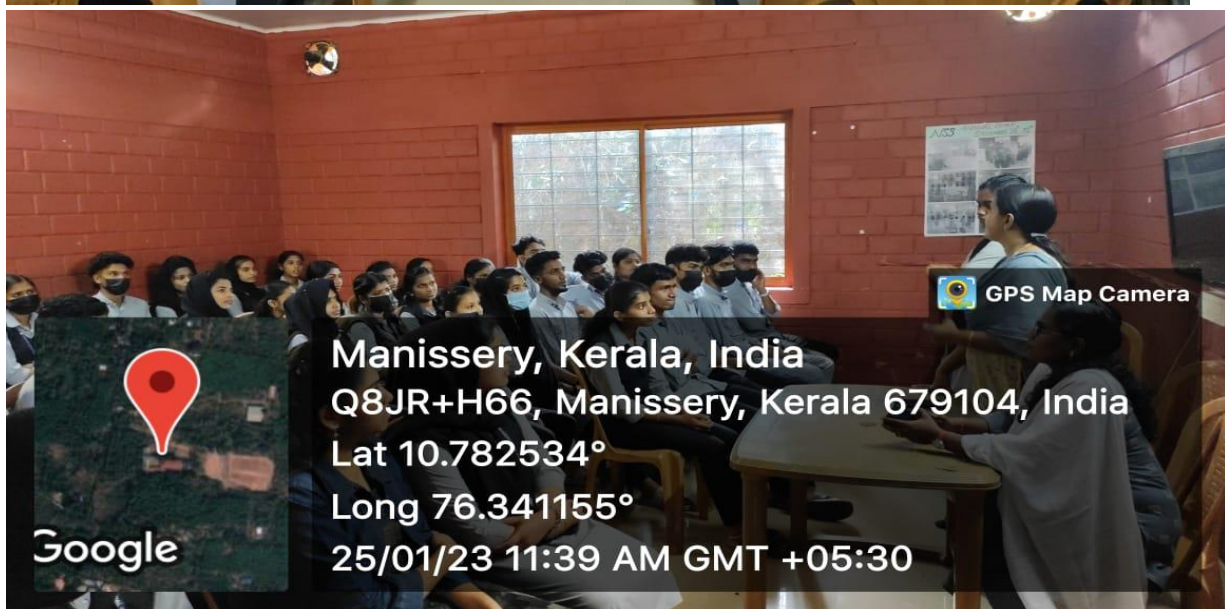 NSS
GPS Map Camera
Manissery, Kerala, India
Q8JR+H66, Manissery, Kerala 679104, India
Lat 10.782534°
Long 76.341155°
25/01/23 11:39 AM GMT +05:30
Google